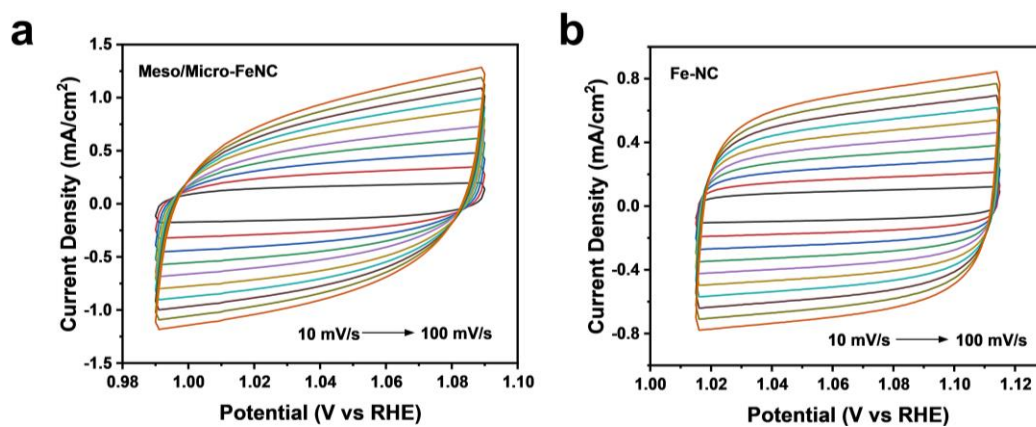 a
Meso/Micro-FeNC
1.5
1.0
0.5
0.0
-0.5
-1.0
-1.5
Current Density (mA/cm²)
10 mV/s → 100 mV/s
0.98 1.00 1.02 1.04 1.06 1.08 1.10
Potential (V vs RHE)
b
Fe-NC
0.8
0.4
0.0
-0.4
-0.8
Current Density (mA/cm²)
10 mV/s → 100 mV/s
1.00 1.02 1.04 1.06 1.08 1.10 1.12
Potential (V vs RHE)